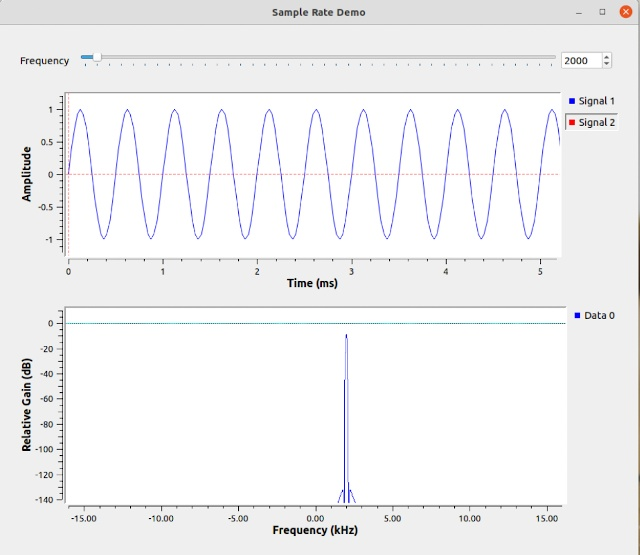 Sample Rate Demo
Frequency 2000
Signal 1
Signal 2
Amplitude
1
0.5
0
-0.5
-1
0 1 2 3 4 5
Time (ms)
Data 0
Relative Gain (dB)
0
-20
-40
-60
-80
-100
-120
-140
-15.00 -10.00 -5.00 0.00 5.00 10.00 15.00
Frequency (kHz)